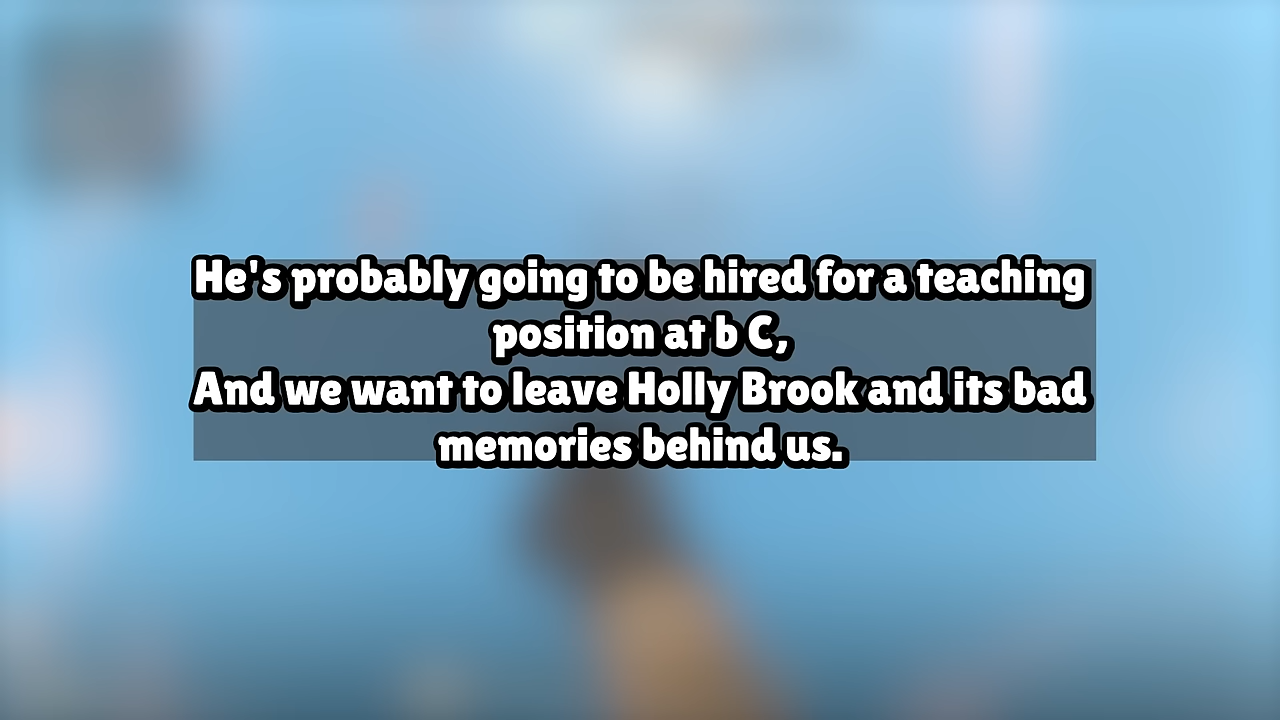 He's probably going to be hired for a teaching
position at b C,
And we want to leave Holly Brook and its bad
memories behind us.